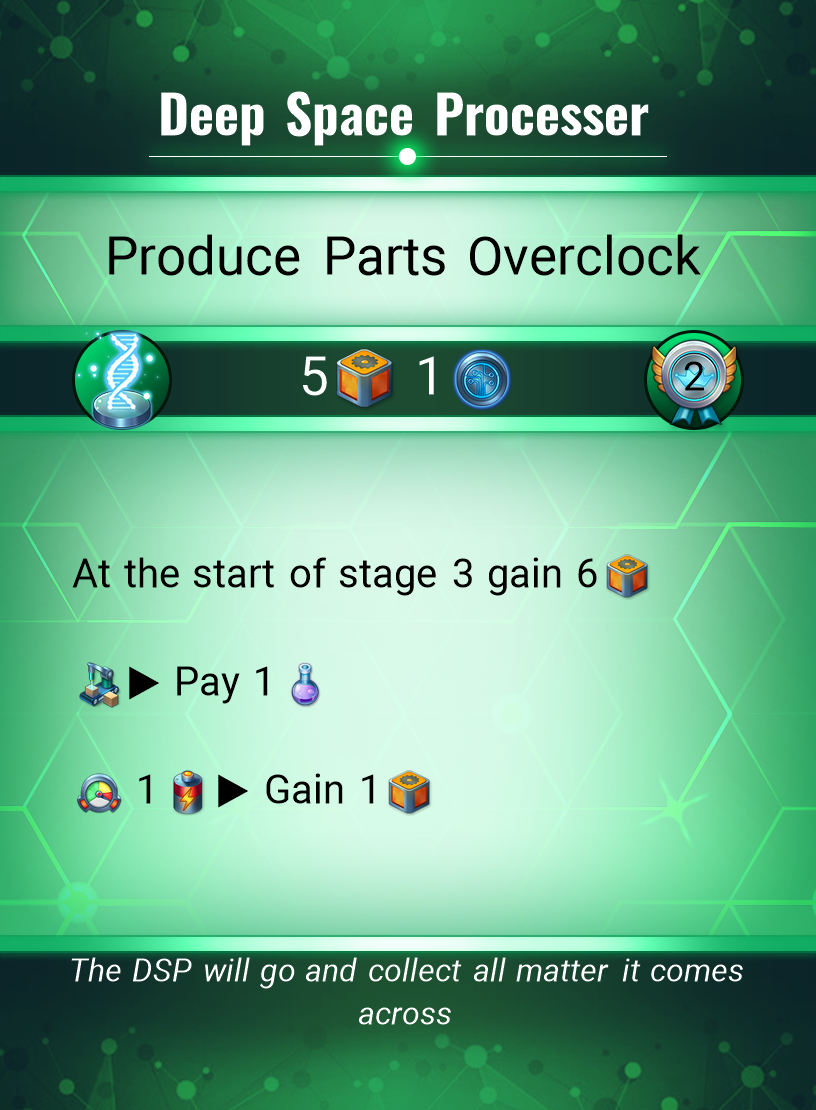 Deep Space Processer
Produce Parts Overclock
5 1 2
At the start of stage 3 gain 6
Pay 1
1 Gain 1
The DSP will go and collect all matter it comes
across